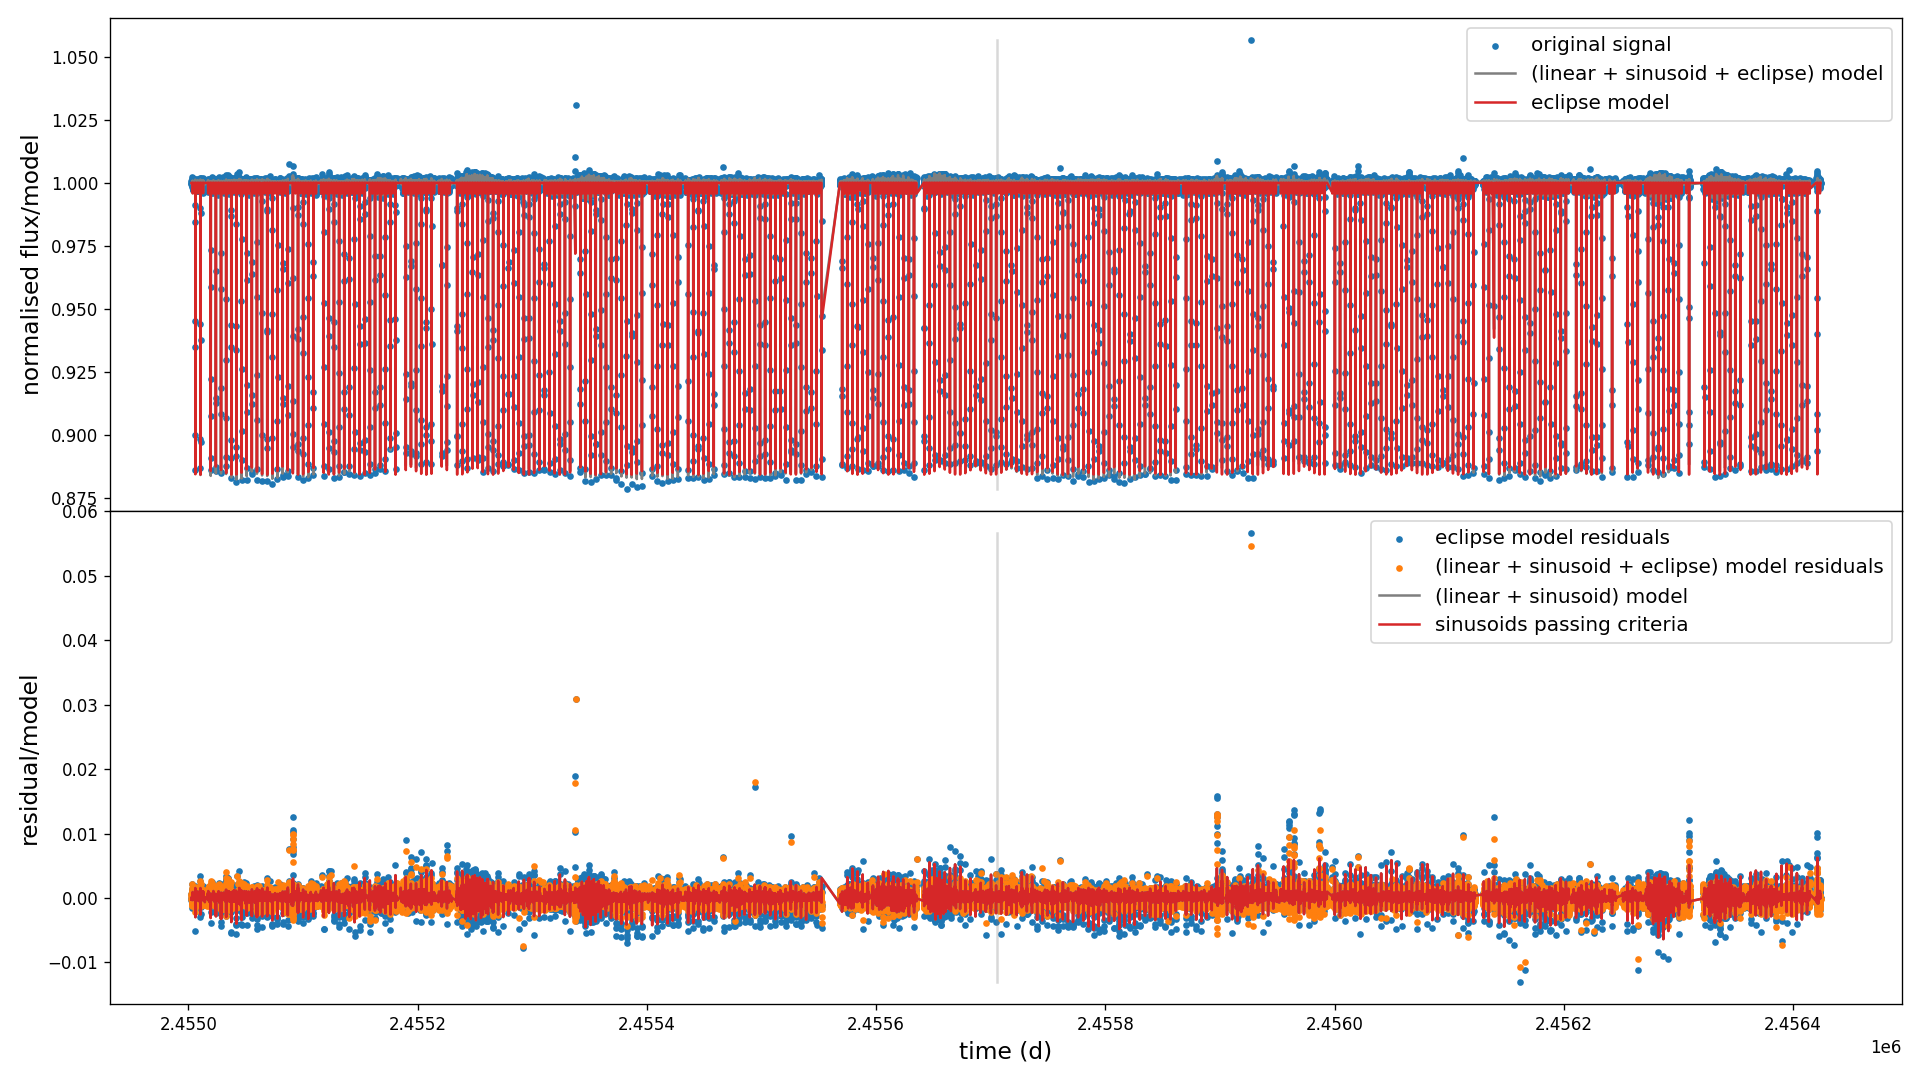 normalised flux/model
1.050
1.025
1.000
0.975
0.950
0.925
0.900
0.875
original signal
(linear + sinusoid + eclipse) model
eclipse model
residual/model
0.06
0.05
0.04
0.03
0.02
0.01
0.00
−0.01
eclipse model residuals
(linear + sinusoid + eclipse) model residuals
(linear + sinusoid) model
sinusoids passing criteria
2.4550 2.4552 2.4554 2.4556 2.4558 2.4560 2.4562 2.4564
time (d)
1e6